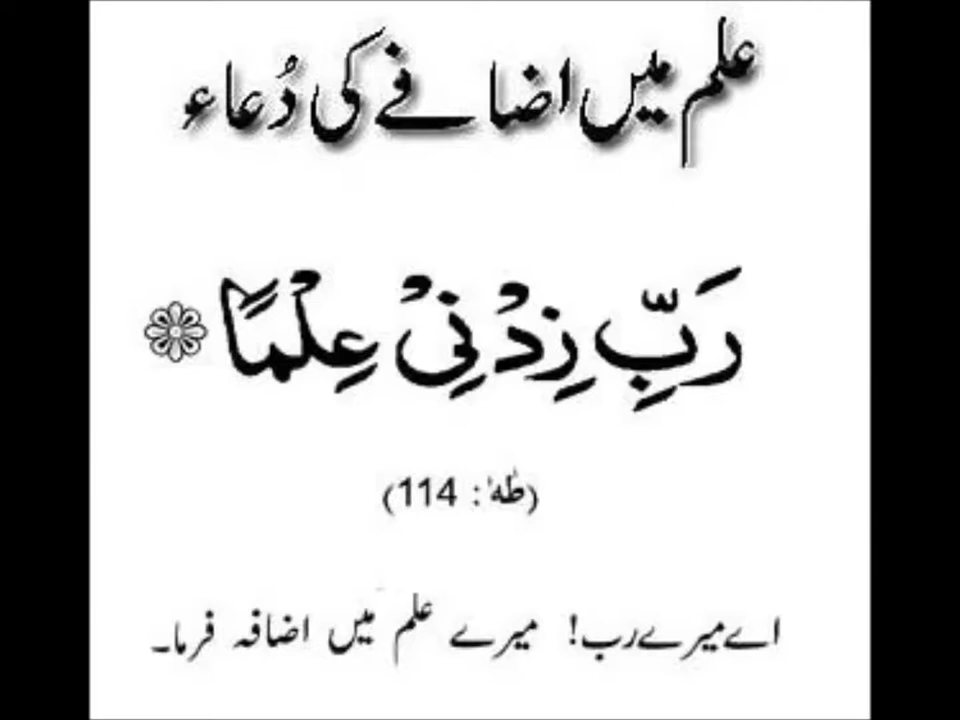 علم میں اضافے کی دُعاء
رَبِّ زِدْنِیْ عِلْمًا
(طٰهٰ: 114)
اے میرے رب! میرے علم میں اضافہ فرما۔